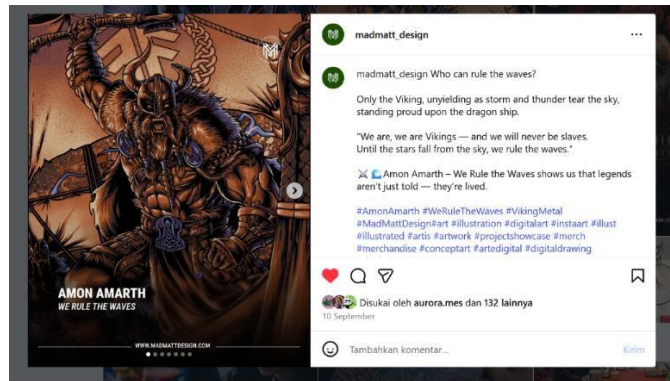 AMON AMARTH
WE RULE THE WAVES
WWW.MADMATTDESIGN.COM
madmatt_design
madmatt_design Who can rule the waves?
Only the Viking, unyielding as storm and thunder tear the sky,
standing proud upon the dragon ship.
"We are, we are Vikings — and we will never be slaves.
Until the stars fall from the sky, we rule the waves."
⚔️ 🌊Amon Amarth – We Rule the Waves shows us that legends
aren't just told — they're lived.
#AmonAmarth #WeRuleTheWaves #VikingMetal
#MadMattDesign#art #illustration #digitalart #instaart #illust
#illustrated #artis #artwork #projectshowcase #merch
#merchandise #conceptart #artedigital #digitaldrawing
Disukai oleh aurora.mes dan 132 lainnya
10 September
Tambahkan komentar...
Kirim